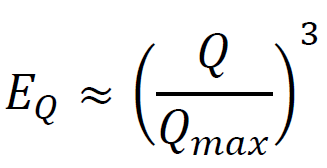 E_Q ≈ (Q / Q_max)^3